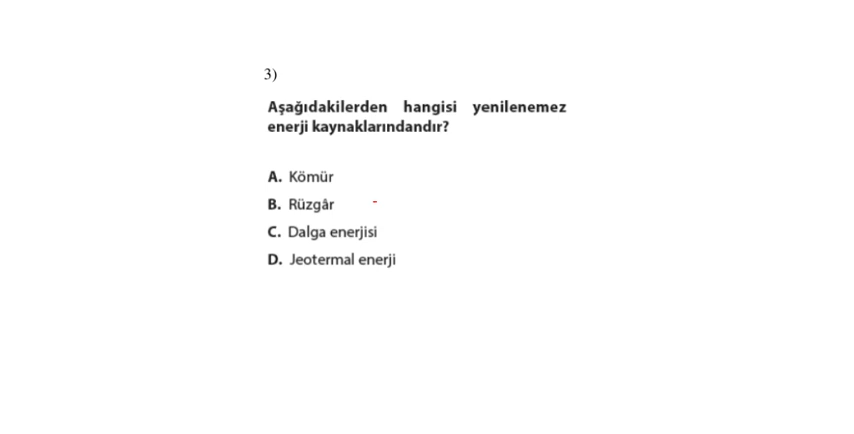 3)
Aşağıdakilerden hangisi yenilenemez
enerji kaynaklarındandır?
A. Kömür
B. Rüzgâr
C. Dalga enerjisi
D. Jeotermal enerji